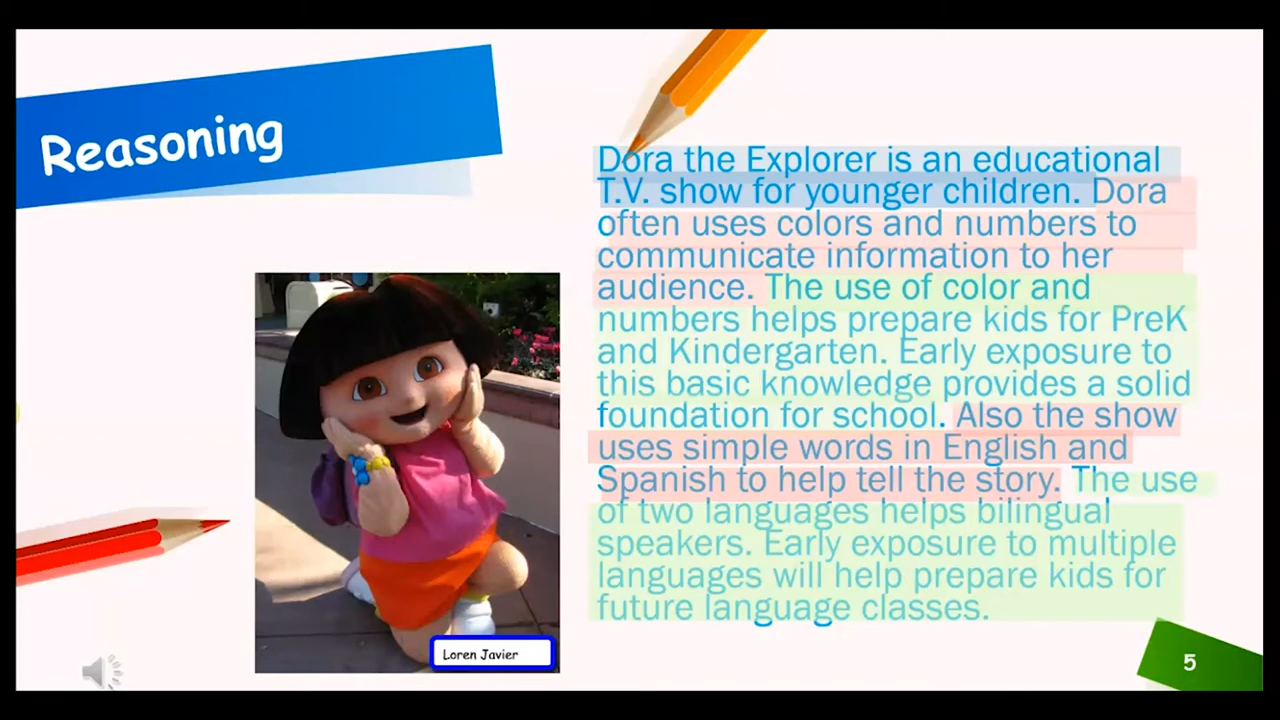 Reasoning
Dora the Explorer is an educational
T.V. show for younger children. Dora
often uses colors and numbers to
communicate information to her
audience. The use of color and
numbers helps prepare kids for PreK
and Kindergarten. Early exposure to
this basic knowledge provides a solid
foundation for school. Also the show
uses simple words in English and
Spanish to help tell the story. The use
of two languages helps bilingual
speakers. Early exposure to multiple
languages will help prepare kids for
future language classes.
Loren Javier
5